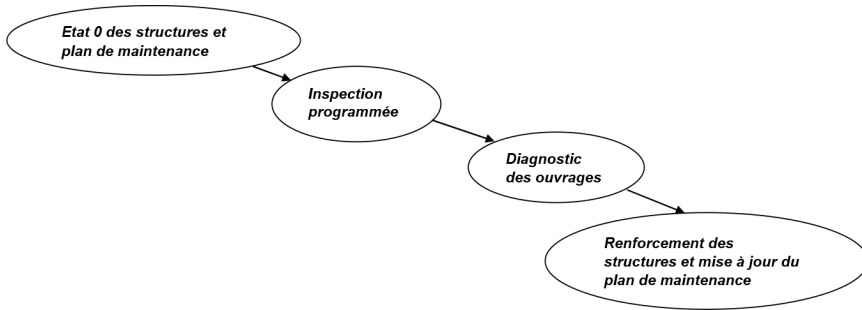 Etat 0 des structures et
plan de maintenance
Inspection
programmée
Diagnostic
des ouvrages
Renforcement des
structures et mise à jour du
plan de maintenance